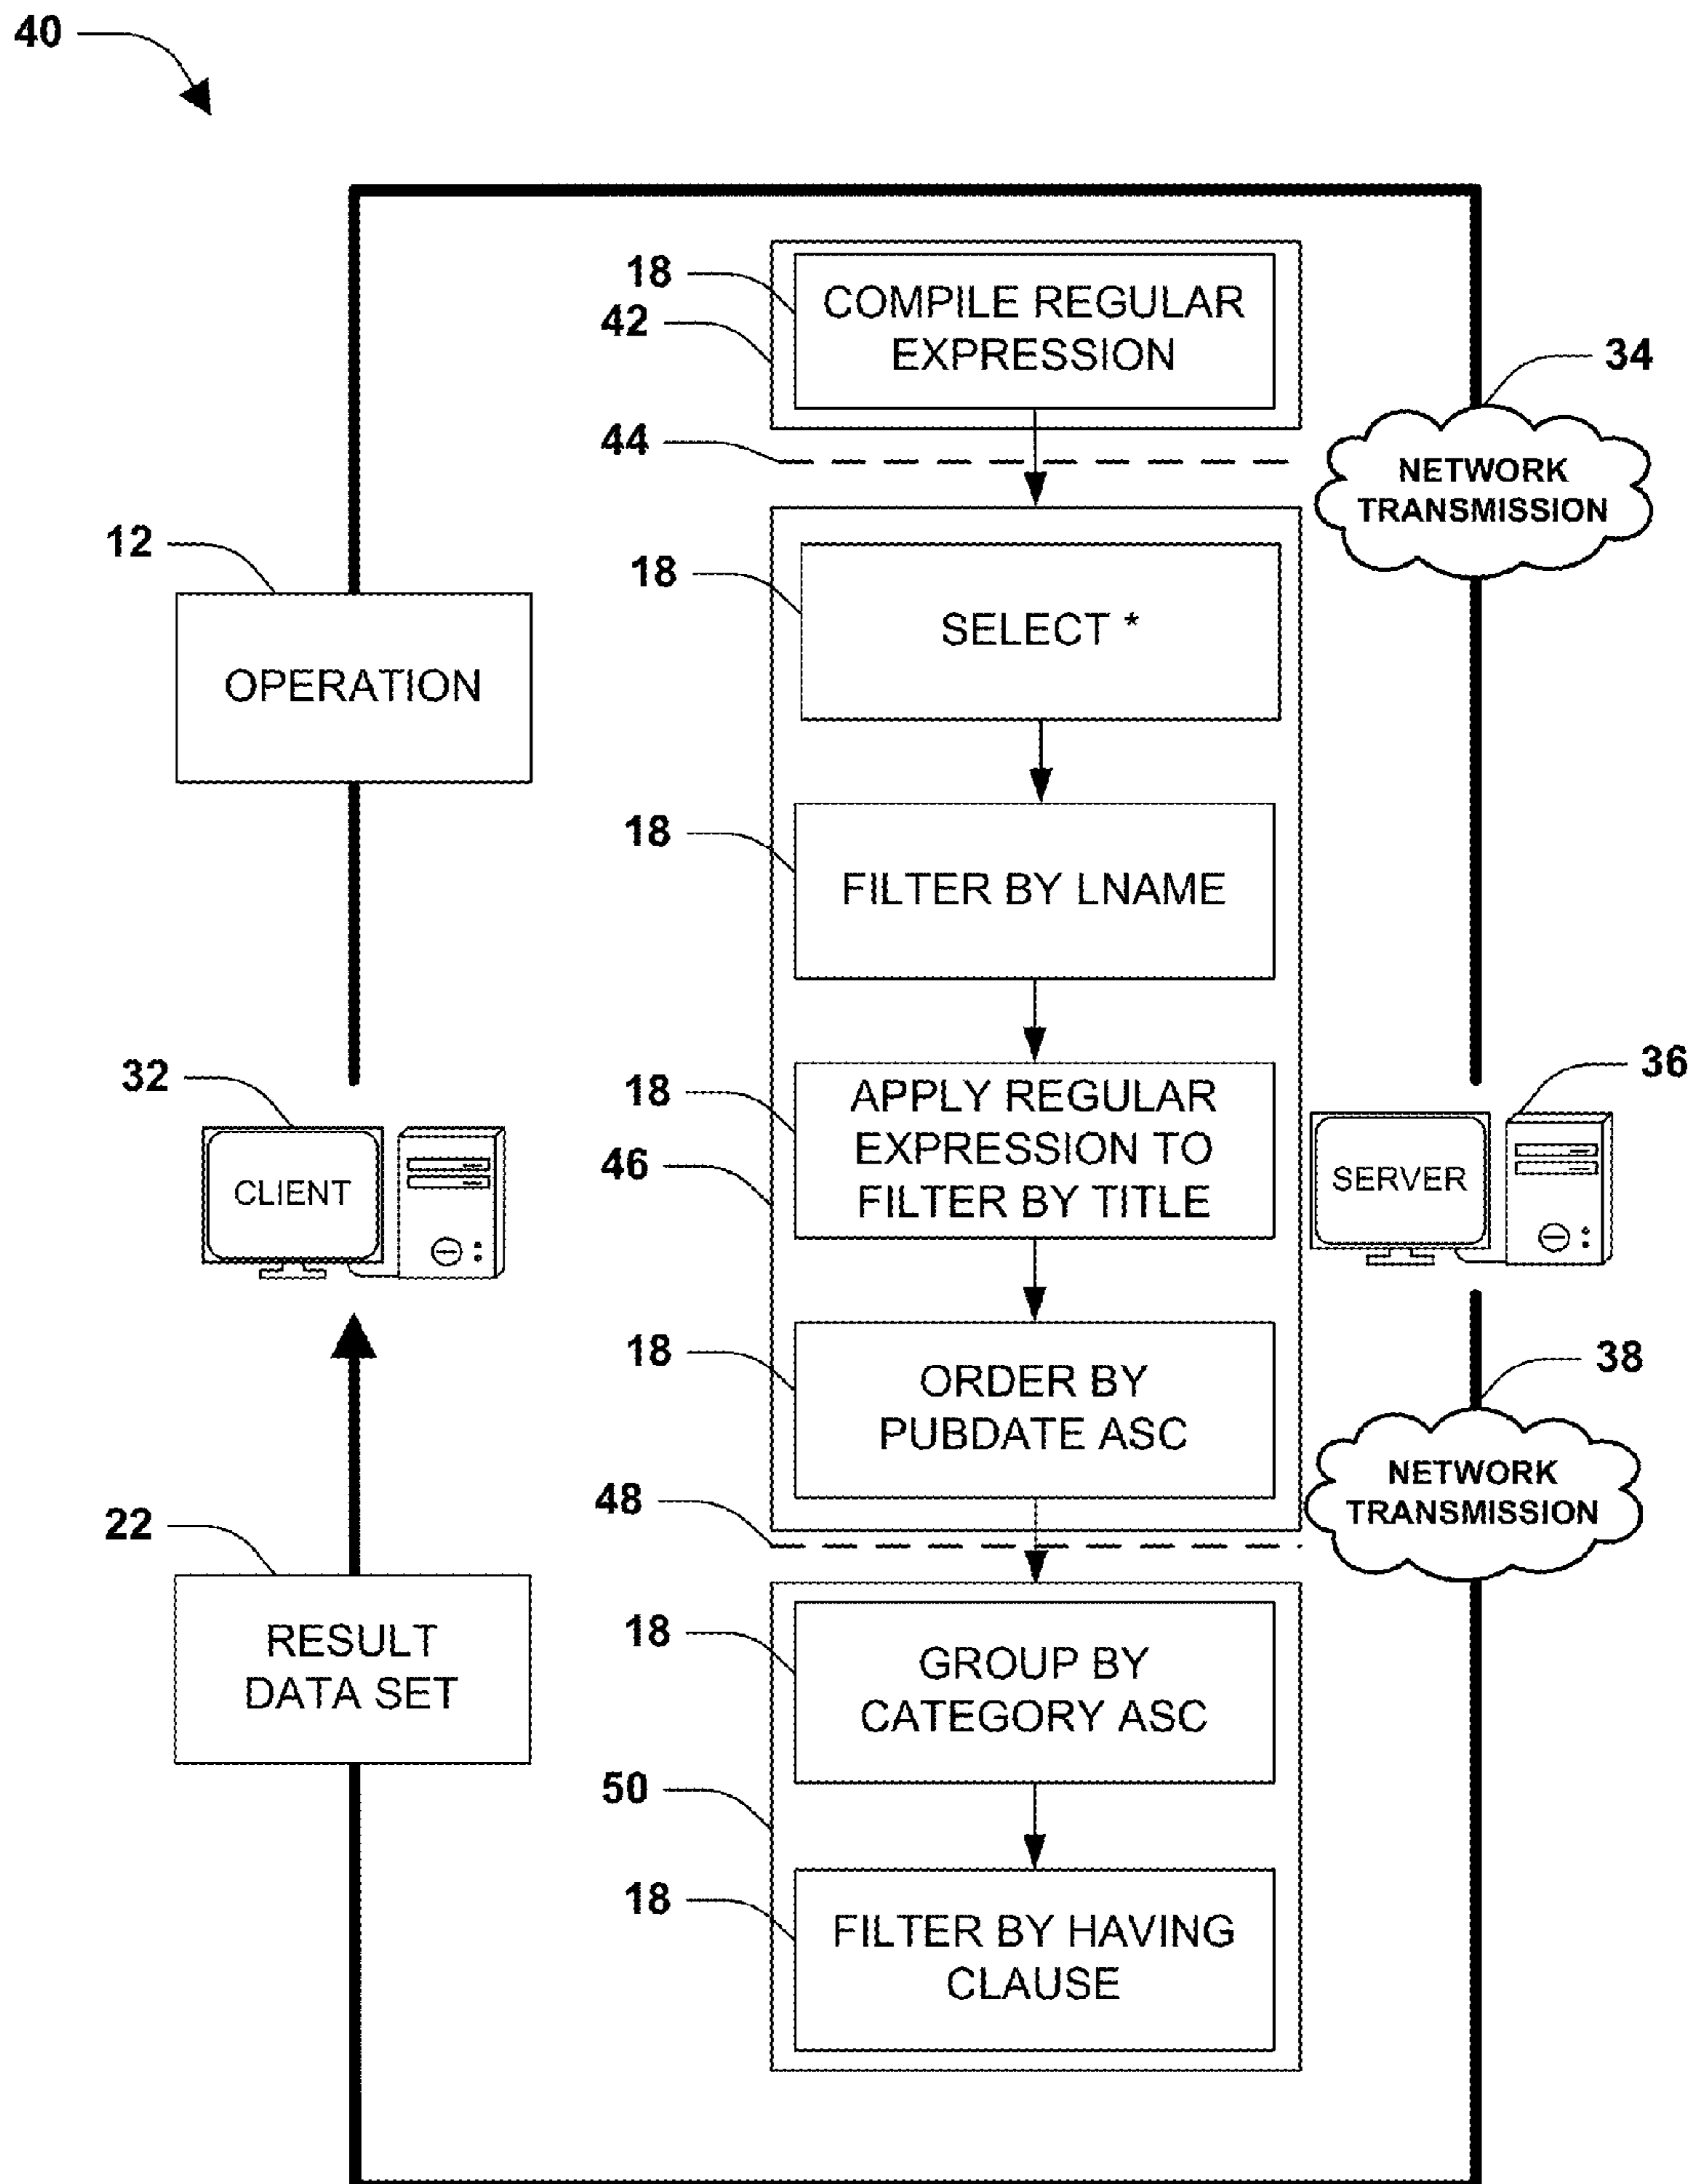 40
18
COMPILE REGULAR
EXPRESSION
42
34
44
NETWORK
TRANSMISSION
12
18
SELECT *
OPERATION
18
FILTER BY LNAME
32
18
APPLY REGULAR
EXPRESSION TO
FILTER BY TITLE
36
46
CLIENT
SERVER
18
ORDER BY
PUBDATE ASC
38
48
NETWORK
TRANSMISSION
22
18
GROUP BY
CATEGORY ASC
RESULT
DATA SET
50
18
FILTER BY HAVING
CLAUSE